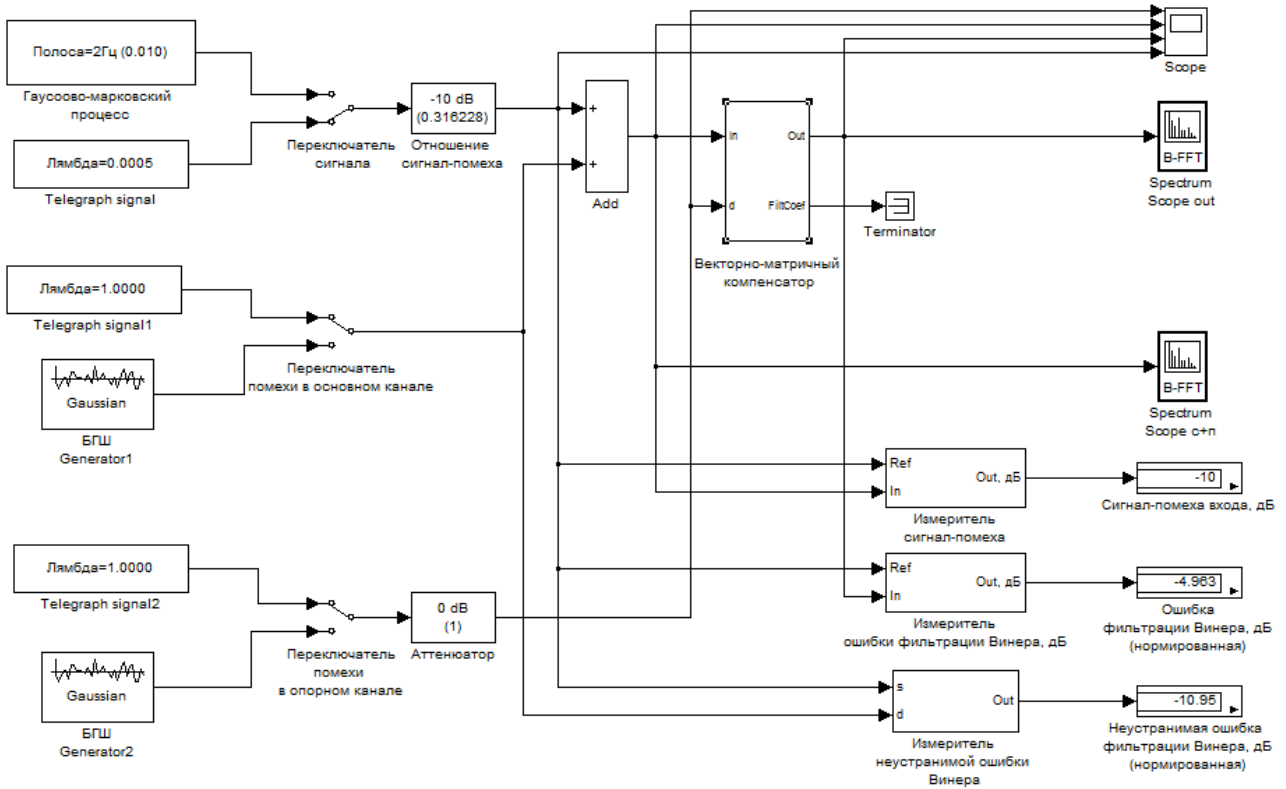 Полоса=2Гц (0.010)
Гаусоово-марковский
процесс
Лямбда=0.0005
Telegraph signal
Переключатель
сигнала
-10 dB
(0.316228)
Отношение
сигнал-помеха
+
+
Add
In
d
Out
FiltCoef
Векторно-матричный
компенсатор
Terminator
Scope
B-FFT
Spectrum
Scope out
Лямбда=1.0000
Telegraph signal1
Gaussian
БГШ
Generator1
Переключатель
помехи в основном канале
B-FFT
Spectrum
Scope c+n
Ref
In
Out, дБ
Измеритель
сигнал-помеха
-10
Сигнал-помеха входа, дБ
Лямбда=1.0000
Telegraph signal2
Gaussian
БГШ
Generator2
Переключатель
помехи
в опорном канале
0 dB
(1)
Аттенюатор
Ref
In
Out, дБ
Измеритель
ошибки фильтрации Винера, дБ
-4.963
Ошибка
фильтрации Винера, дБ
(нормированная)
s
d
Out
Измеритель
неустранимой ошибки
Винера
-10.95
Неустранимая ошибка
фильтрации Винера, дБ
(нормированная)